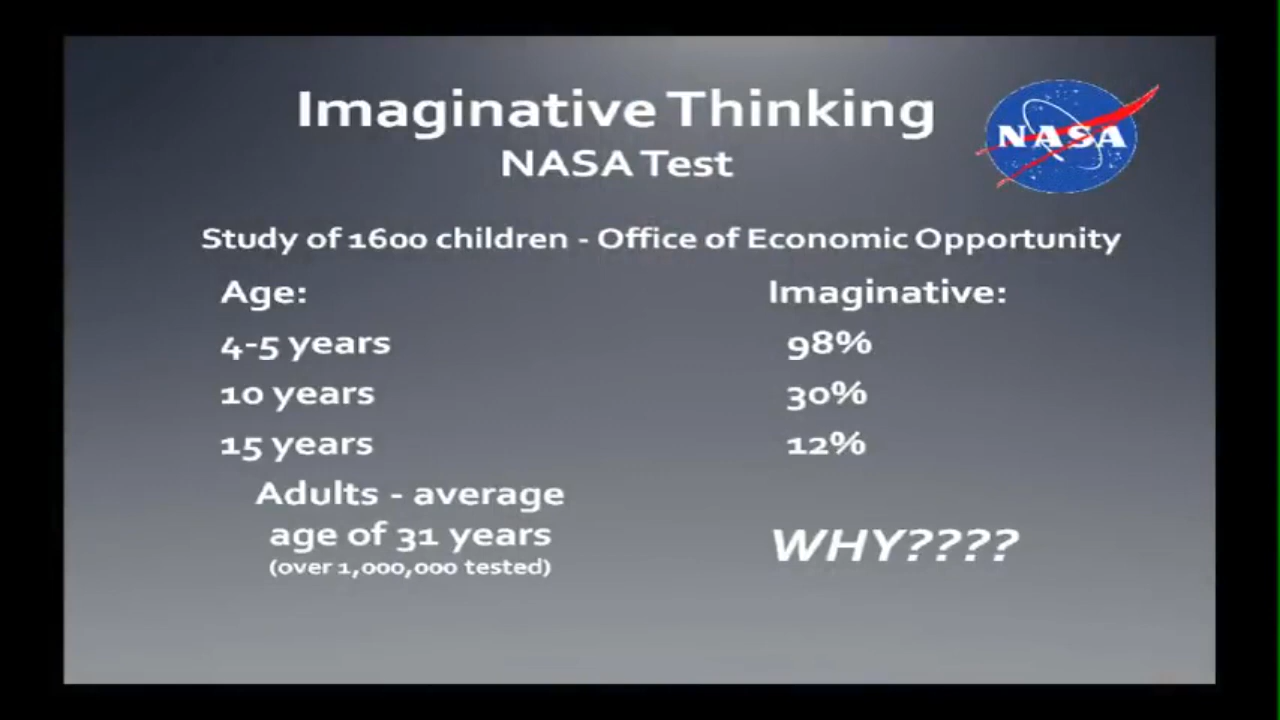 Imaginative Thinking
NASA Test
NASA
Study of 1600 children - Office of Economic Opportunity
Age: Imaginative:
4-5 years 98%
10 years 30%
15 years 12%
Adults - average
age of 31 years WHY????
(over 1,000,000 tested)